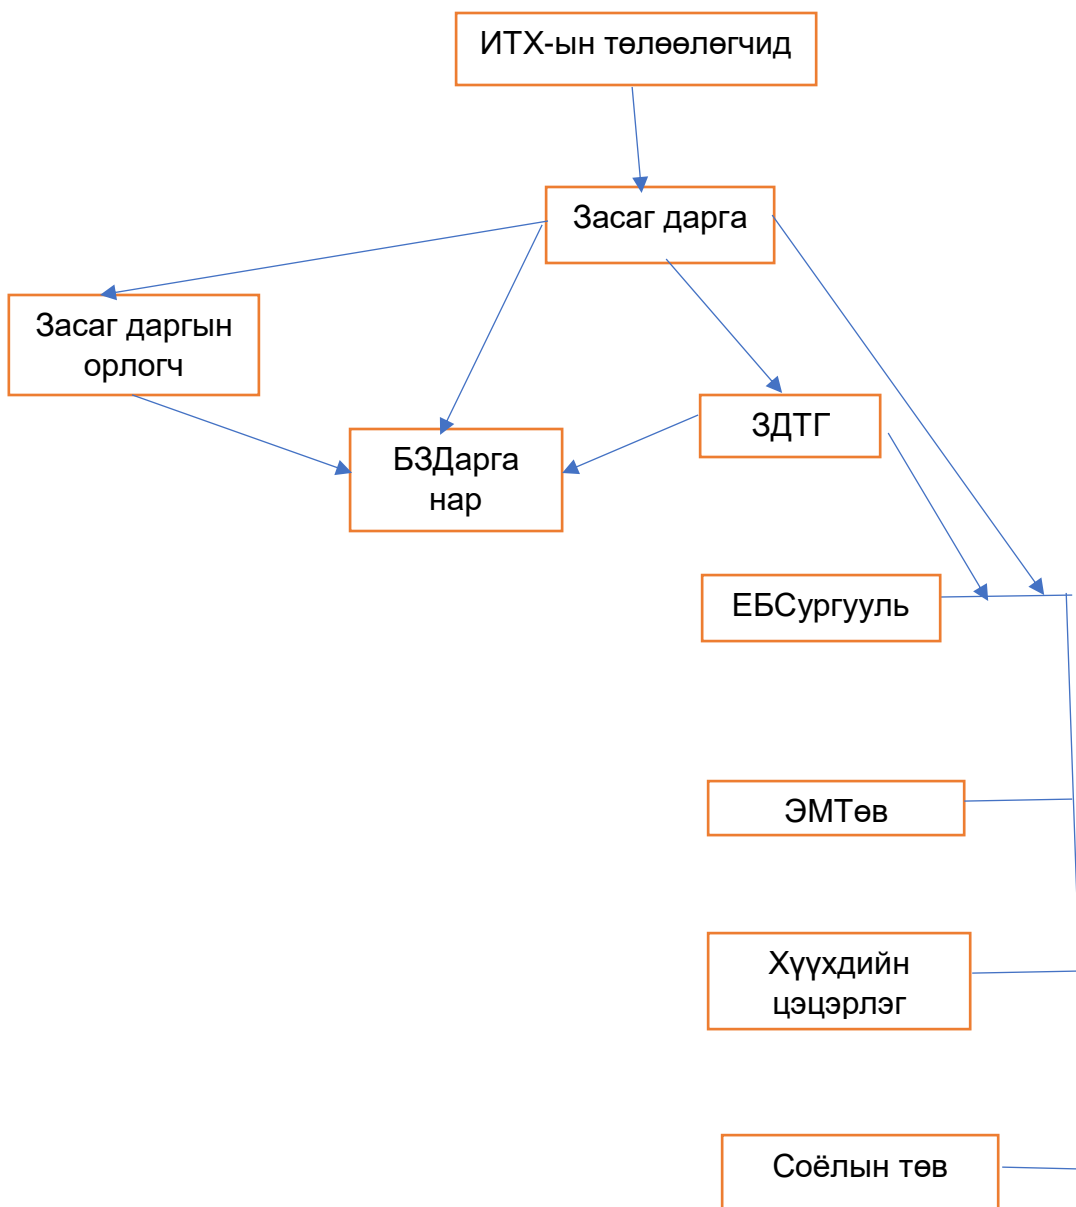 ИТХ-ын төлөөлөгчид
Засаг дарга
Засаг даргын
орлогч
ЗДТГ
БЗДарга
нар
ЕБСургууль
ЭМТөв
Хүүхдийн
цэцэрлэг
Соёлын төв